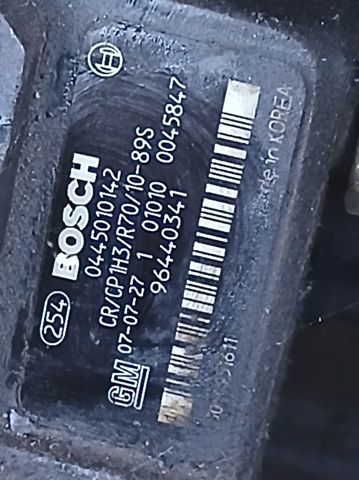 254 BOSCH
0445010142
CR/CP1H3/R70/10-89S
GM 07-07-27 1 01010 0045847
96440341
Made in KOREA